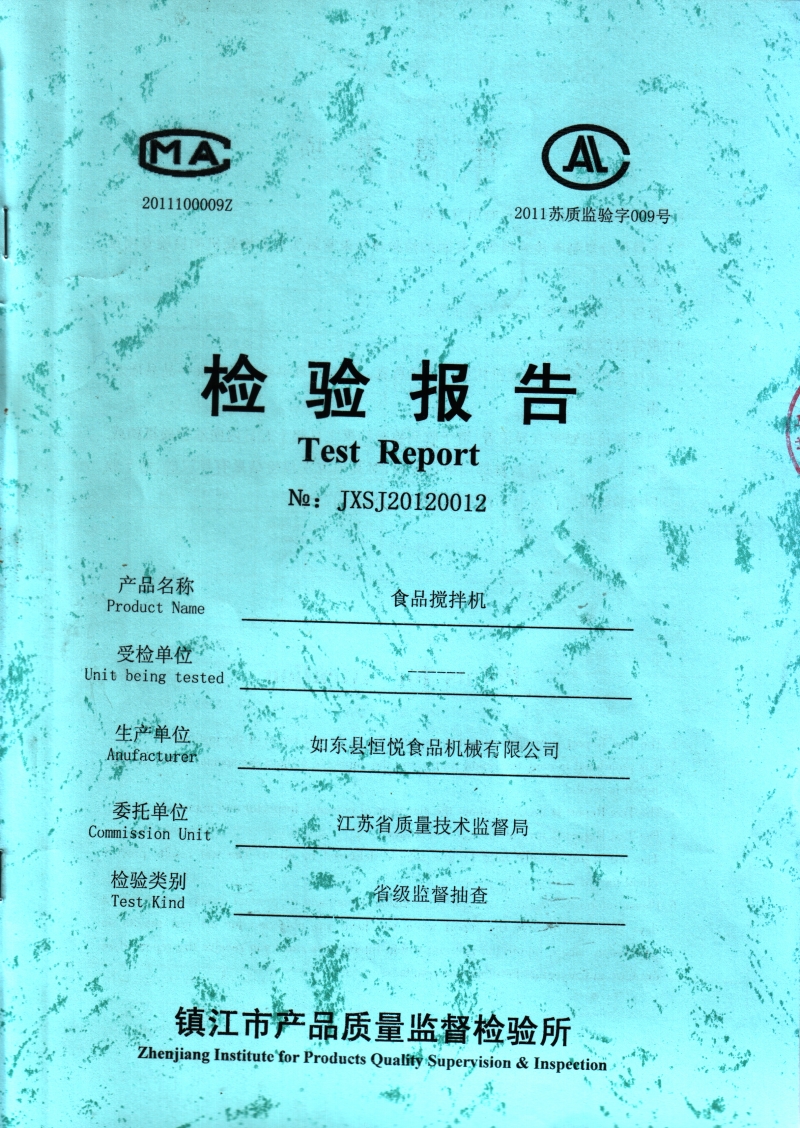 MA
AL
2011100009Z
2011苏质监验字009号
检验报告
Test Report
№: JXSJ20120012
产品名称
Product Name
食品搅拌机
受检单位
Unit being tested
------
生产单位
Anufacturer
如东县恒悦食品机械有限公司
委托单位
Commission Unit
江苏省质量技术监督局
检验类别
Test Kind
省级监督抽查
镇江市产品质量监督检验所
Zhenjiang Institute for Products Quality Supervision & Inspection